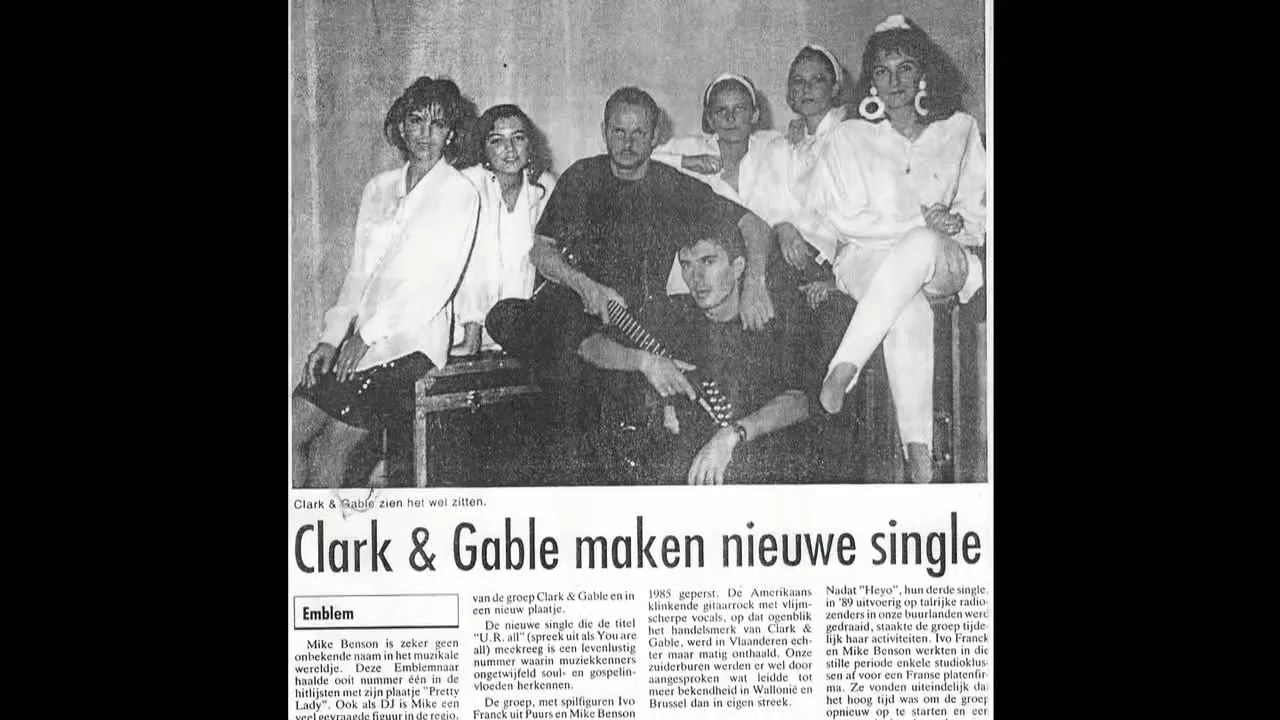 Clark & Gable zien het wel zitten.
Clark & Gable maken nieuwe single
Emblem
Mike Benson is zeker geen
onbekende naam in het muzikale
wereldje. Deze Emblemnaar
haalde ooit nummer één in de
hitlijsten met zijn plaatje "Pretty
Lady". Ook als DJ is Mike een
veel gevraagde figuur in de regio.
van de groep Clark & Gable en in
een nieuw plaatje.
De nieuwe single die de titel
"U.R. all" (spreek uit als You are
all) meekreeg is een levenlustig
nummer waarin muziekkenners
ongetwijfeld soul- en gospelin-
vloeden herkennen.
De groep, met spilfiguren Ivo
Franck uit Puurs en Mike Benson
1985 geperst. De Amerikaans
klinkende gitaarrock met vlijm-
scherpe vocals, op dat ogenblik
het handelsmerk van Clark &
Gable, werd in Vlaanderen ech-
ter maar matig onthaald. Onze
zuiderburen werden er wel door
aangesproken wat leidde tot
meer bekendheid in Wallonië en
Brussel dan in eigen streek.
Nadat "Heyo", hun derde single,
in '89 uitvoerig op talrijke radio-
zenders in onze buurlanden werd
gedraaid, staakte de groep tijde-
lijk haar activiteiten. Ivo Franck
en Mike Benson werkten in die
stille periode enkele studioklus-
sen af voor een Franse platenfir-
ma. Ze vonden uiteindelijk dat
het hoog tijd was om de groep
opnieuw op te starten en een